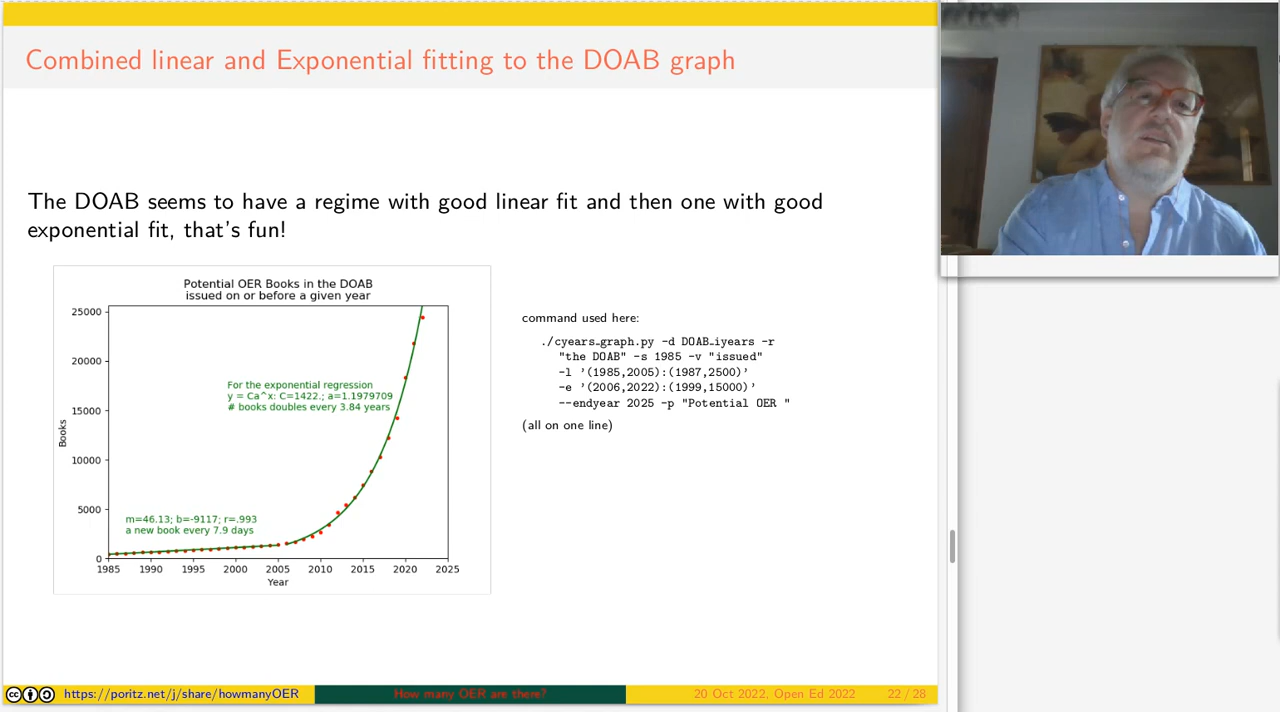 Combined linear and Exponential fitting to the DOAB graph
The DOAB seems to have a regime with good linear fit and then one with good
exponential fit, that's fun!
Potential OER Books in the DOAB
issued on or before a given year
25000
20000
15000
10000
5000
0
Books
For the exponential regression
y = Ca^x: C=1422.; a=1.1979709
# books doubles every 3.84 years
m=46.13; b=-9117; r=.993
a new book every 7.9 days
1985 1990 1995 2000 2005 2010 2015 2020 2025
Year
command used here:
./cyears_graph.py -d DOAB_iyears -r
"the DOAB" -s 1985 -v "issued"
-l '(1985,2005):(1987,2500)'
-e '(2006,2022):(1999,15000)'
--endyear 2025 -p "Potential OER "
(all on one line)
cc https://poritz.net/j/share/howmanyOER
How many OER are there?
20 Oct 2022, Open Ed 2022 22 / 28